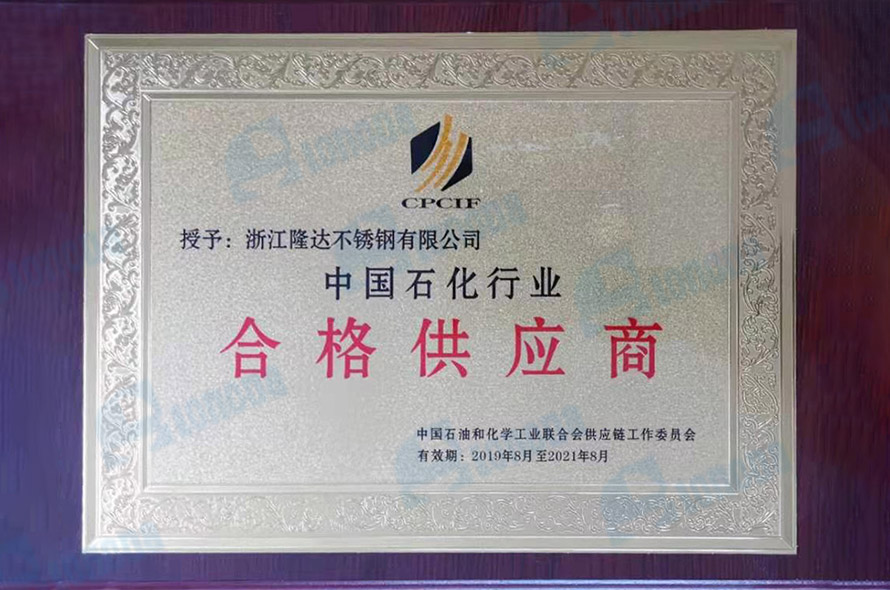 CPCIF
授予：浙江隆达不锈钢有限公司
中国石化行业
合格供应商
中国石油和化学工业联合会供应链工作委员会
有效期：2019年8月至2021年8月